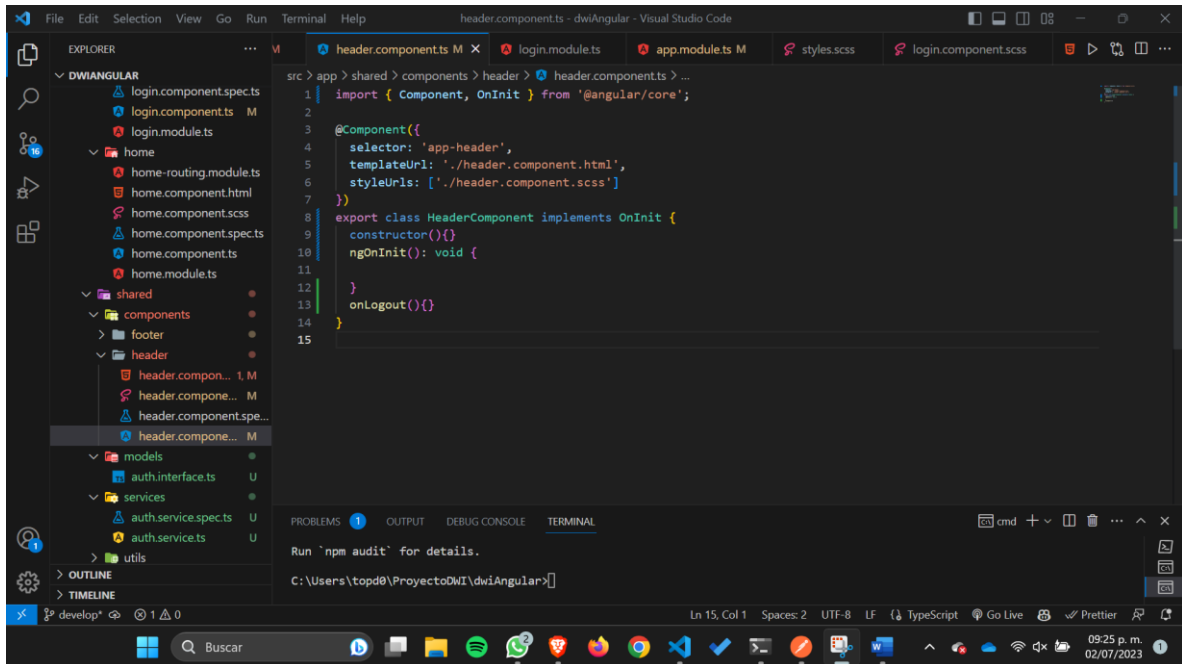 File Edit Selection View Go Run Terminal Help header.component.ts - dwiAngular - Visual Studio Code
EXPLORER ··· M header.component.ts M login.module.ts app.module.ts M styles.scss login.component.scss
DWIANGULAR
login.component.spec.ts
login.component.ts M
login.module.ts
home
home-routing.module.ts
home.component.html
home.component.scss
home.component.spec.ts
home.component.ts
home.module.ts
shared
components
footer
header
header.compon... 1, M
header.compone... M
header.component.spe...
header.compone... M
models
auth.interface.ts U
services
auth.service.spec.ts U
auth.service.ts U
utils
OUTLINE
TIMELINE
16
1
src > app > shared > components > header > header.component.ts > ...
1 import { Component, OnInit } from '@angular/core';
2
3 @Component({
4 selector: 'app-header',
5 templateUrl: './header.component.html',
6 styleUrls: ['./header.component.scss']
7 })
8 export class HeaderComponent implements OnInit {
9 constructor(){}
10 ngOnInit(): void {
11
12 }
13 onLogout(){}
14 }
15
PROBLEMS 1 OUTPUT DEBUG CONSOLE TERMINAL cmd
Run `npm audit` for details.
C:\Users\topd0\ProyectoDWI\dwiAngular>
develop* 1 0 Ln 15, Col 1 Spaces: 2 UTF-8 LF TypeScript Go Live Prettier
Buscar 2 09:25 p. m.
02/07/2023 1